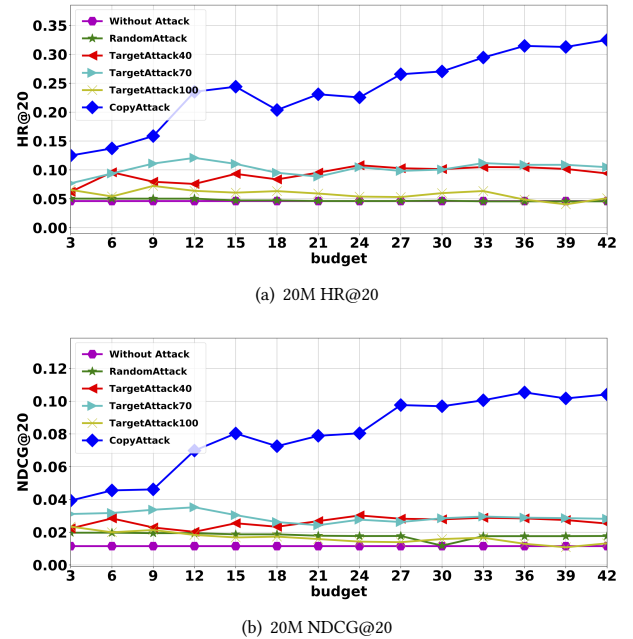 0.35
0.30
0.25
0.20
0.15
0.10
0.05
0.00
HR@20
Without Attack
RandomAttack
TargetAttack40
TargetAttack70
TargetAttack100
CopyAttack
3 6 9 12 15 18 21 24 27 30 33 36 39 42
budget
(a) 20M HR@20
0.12
0.10
0.08
0.06
0.04
0.02
0.00
NDCG@20
Without Attack
RandomAttack
TargetAttack40
TargetAttack70
TargetAttack100
CopyAttack
3 6 9 12 15 18 21 24 27 30 33 36 39 42
budget
(b) 20M NDCG@20